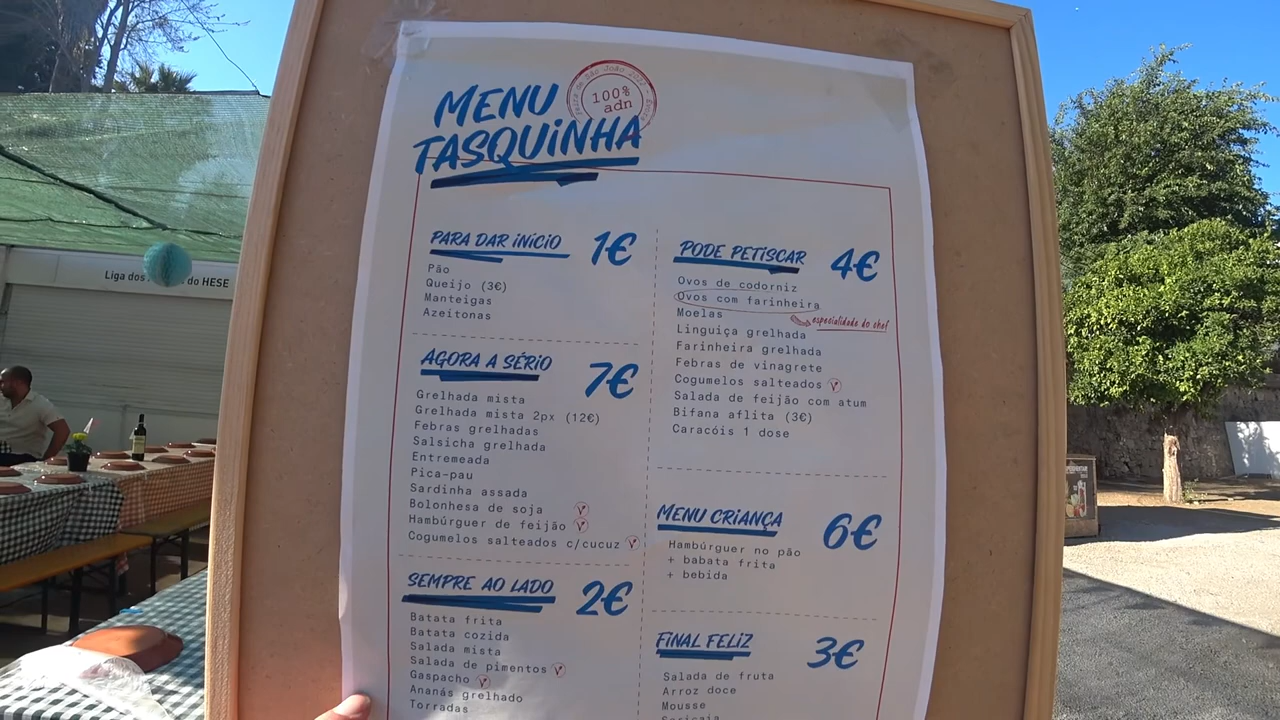 MENU
TASQUINHA
100%
adn
PARA DAR INÍCIO 1€
Pão
Queijo (3€)
Manteigas
Azeitonas
AGORA A SÉRIO 7€
Grelhada mista
Grelhada mista 2px (12€)
Febras grelhadas
Salsicha grelhada
Entremeada
Pica-pau
Sardinha assada
Bolonhesa de soja
Hambúrguer de feijão
Cogumelos salteados c/cucuz
SEMPRE AO LADO 2€
Batata frita
Batata cozida
Salada mista
Salada de pimentos
Gaspacho
Ananás grelhado
Torradas
PODE PETISCAR 4€
Ovos de codorniz
Ovos com farinheira
especialidade do chef
Moelas
Linguiça grelhada
Farinheira grelhada
Febras de vinagrete
Cogumelos salteados
Salada de feijão com atum
Bifana aflita (3€)
Caracóis 1 dose
MENU CRIANÇA 6€
Hambúrguer no pão
+ babata frita
+ bebida
FINAL FELIZ 3€
Salada de fruta
Arroz doce
Mousse
Sericaia
Liga dos
do HESE